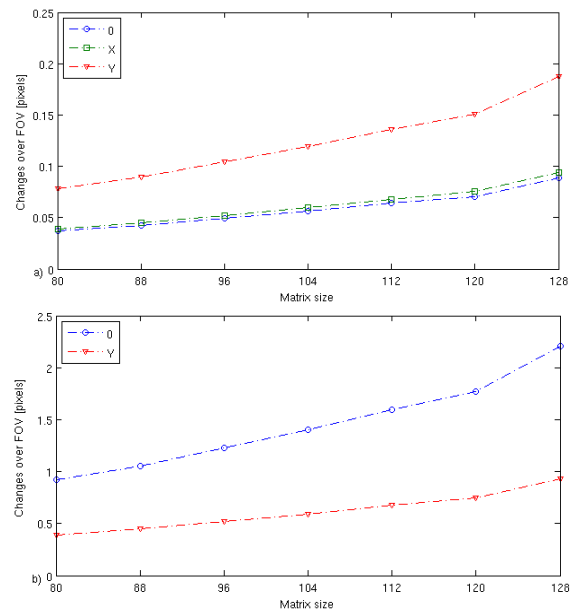 0.25
0
X
Y
0.2
0.15
0.1
0.05
0
Changes over FOV [pixels]
a)
80 88 96 104 112 120 128
Matrix size
2.5
0
Y
2
1.5
1
0.5
0
Changes over FOV [pixels]
b)
80 88 96 104 112 120 128
Matrix size